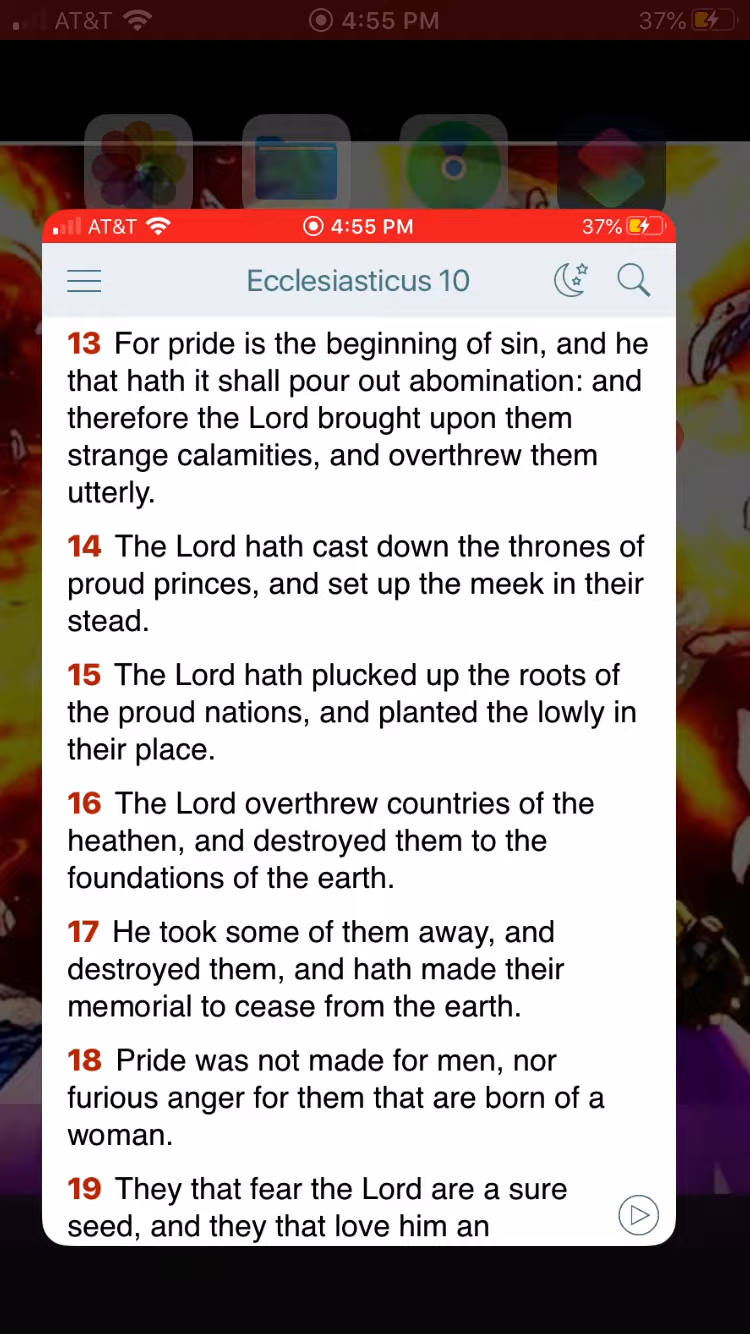 AT&T 4:55 PM 37%
AT&T 4:55 PM 37%
Ecclesiasticus 10
13 For pride is the beginning of sin, and he
that hath it shall pour out abomination: and
therefore the Lord brought upon them
strange calamities, and overthrew them
utterly.
14 The Lord hath cast down the thrones of
proud princes, and set up the meek in their
stead.
15 The Lord hath plucked up the roots of
the proud nations, and planted the lowly in
their place.
16 The Lord overthrew countries of the
heathen, and destroyed them to the
foundations of the earth.
17 He took some of them away, and
destroyed them, and hath made their
memorial to cease from the earth.
18 Pride was not made for men, nor
furious anger for them that are born of a
woman.
19 They that fear the Lord are a sure
seed, and they that love him an